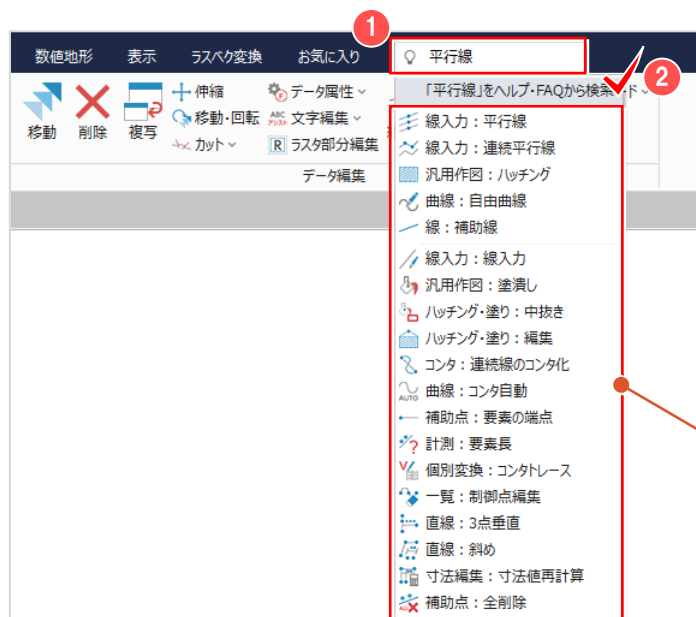 1
数値地形 表示 ラスベク変換 お気に入り 平行線
2
「平行線」をヘルプ・FAQから検索
移動 削除 複写
伸縮
移動・回転
カット
データ属性
ABC アシスト 文字編集
R ラスタ部分編集
データ編集
線入力：平行線
線入力：連続平行線
汎用作図：ハッチング
曲線：自由曲線
線：補助線
線入力：線入力
汎用作図：塗潰し
ハッチング・塗り：中抜き
ハッチング・塗り：編集
コンタ：連続線のコンタ化
AUTO 曲線：コンタ自動
補助点：要素の端点
計測：要素長
個別変換：コンタトレース
一覧：制御点編集
直線：3点垂直
直線：斜め
寸法編集：寸法値再計算
ALL 補助点：全削除